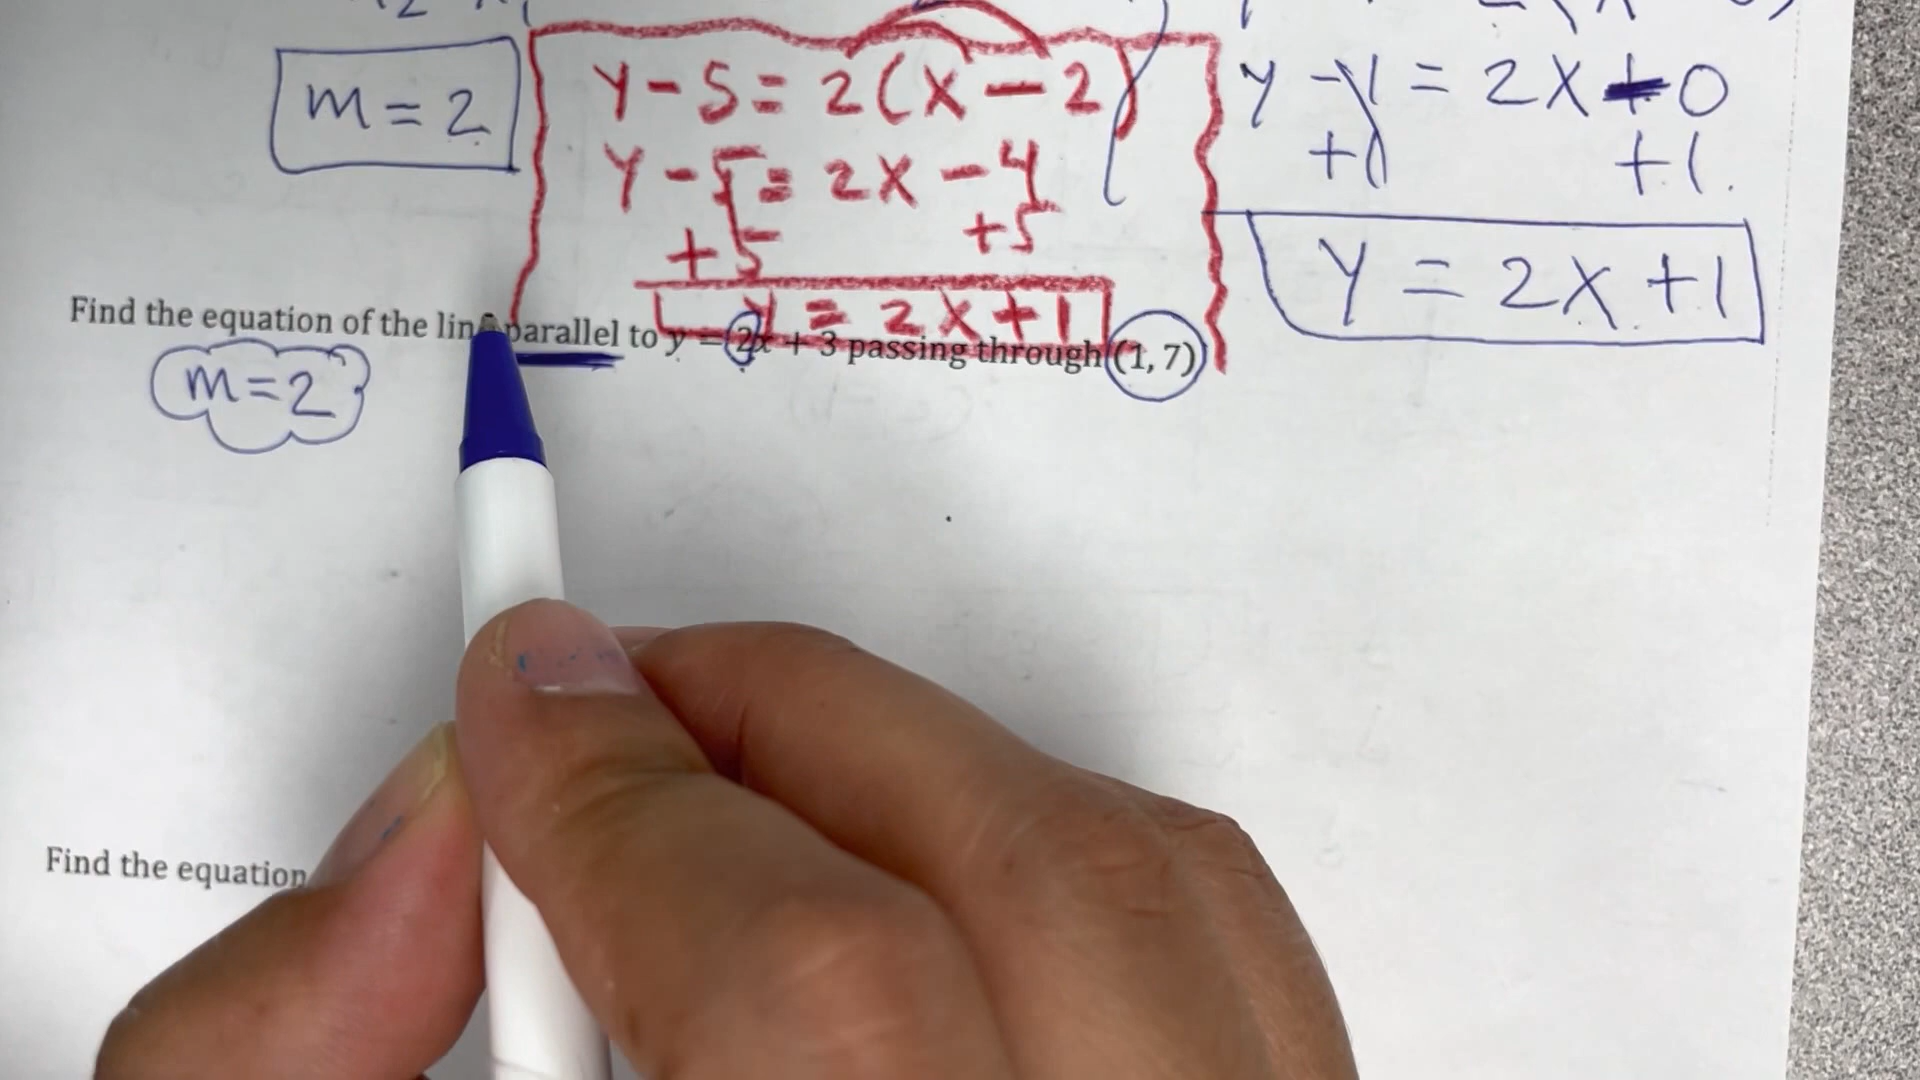 m = 2
y - 5 = 2(x - 2)
y - 5 = 2x - 4
+5 +5
y = 2x + 1
y - 1 = 2x + 0
+1 +1
y = 2x + 1
Find the equation of the line parallel to y = 2x + 3 passing through (1, 7)
m = 2
Find the equation